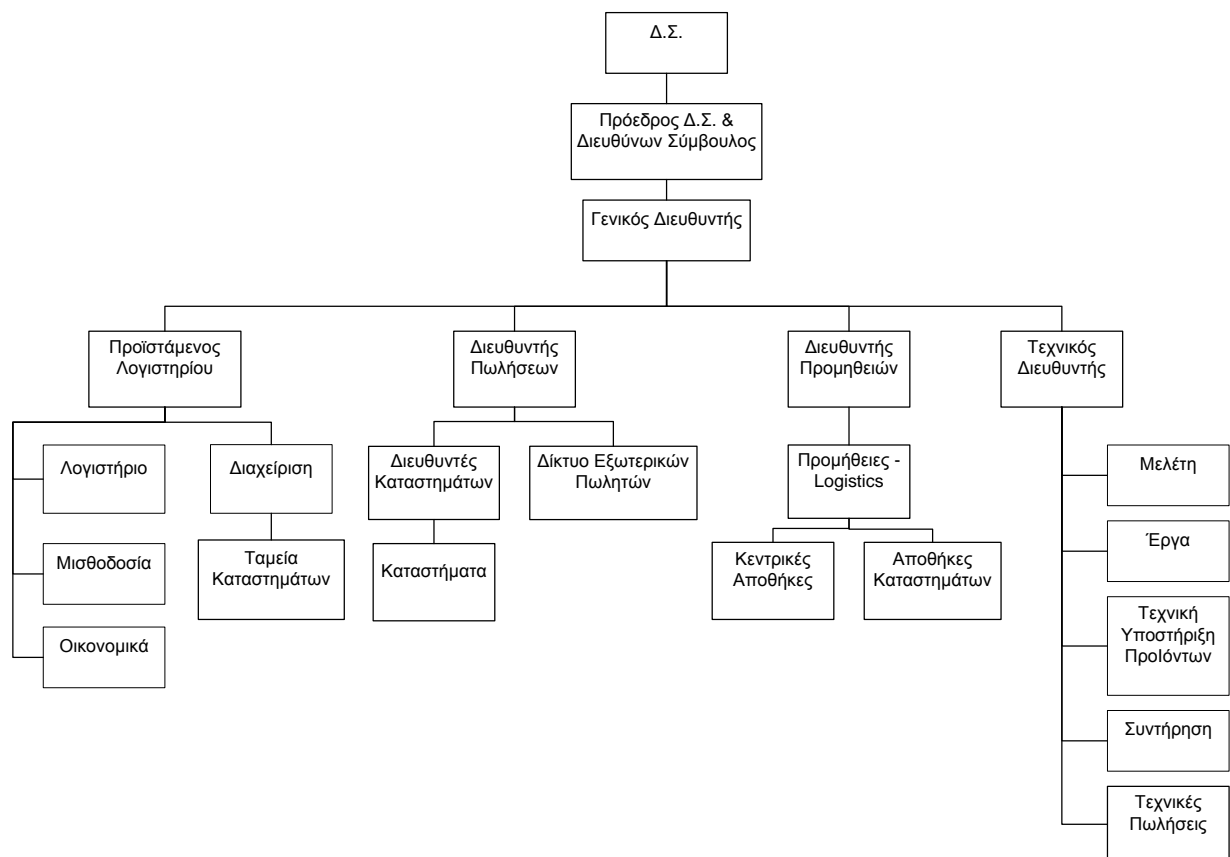 Δ.Σ.
Πρόεδρος Δ.Σ. &
Διευθύνων Σύμβουλος
Γενικός Διευθυντής
Προϊστάμενος
Λογιστηρίου
Διευθυντής
Πωλήσεων
Διευθυντής
Προμηθειών
Τεχνικός
Διευθυντής
Λογιστήριο
Διαχείριση
Διευθυντές
Καταστημάτων
Δίκτυο Εξωτερικών
Πωλητών
Προμήθειες -
Logistics
Μελέτη
Μισθοδοσία
Ταμεία
Καταστημάτων
Καταστήματα
Κεντρικές
Αποθήκες
Αποθήκες
Καταστημάτων
Έργα
Οικονομικά
Τεχνική
Υποστήριξη
ΠροΙόντων
Συντήρηση
Τεχνικές
Πωλήσεις